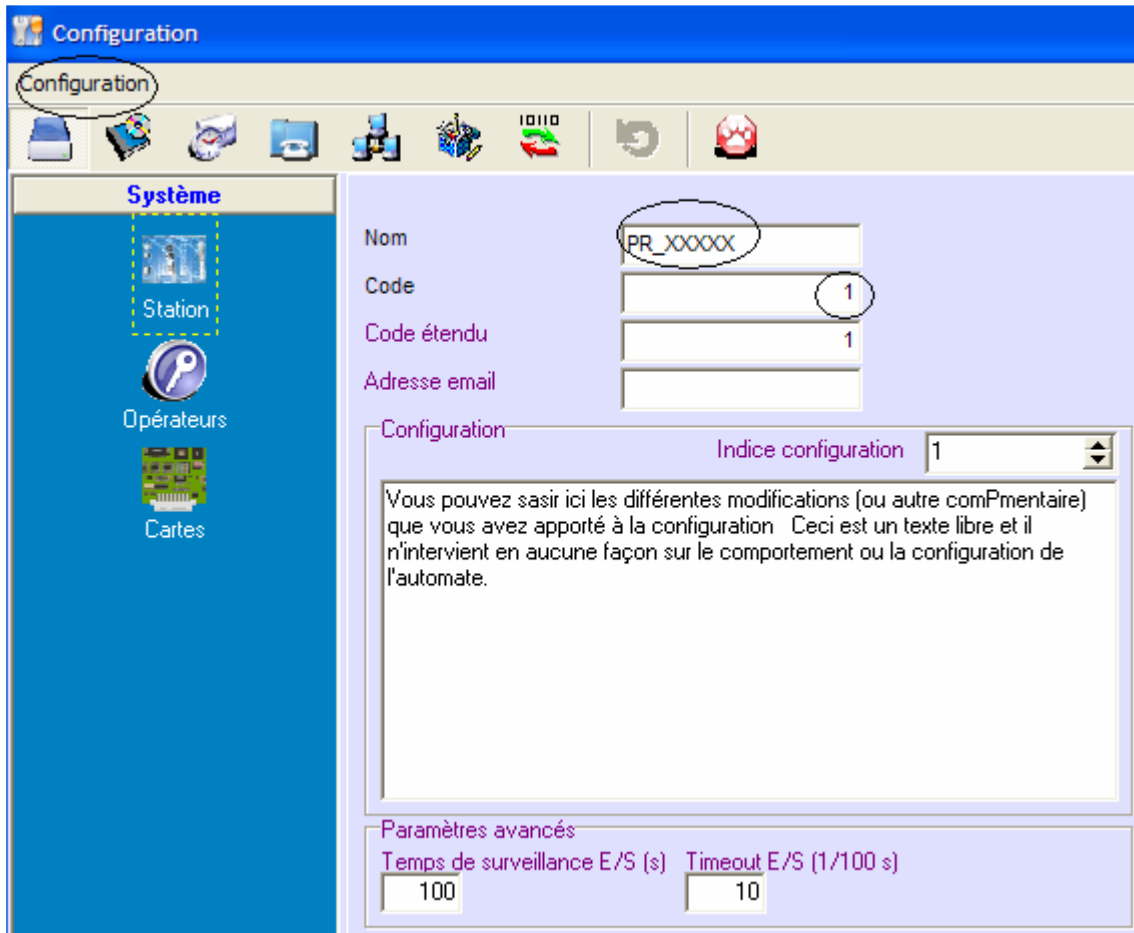 Configuration
Configuration
10110
Système
Station
Opérateurs
Cartes
Nom PR_XXXXX
Code 1
Code étendu 1
Adresse email
Configuration
Indice configuration 1
Vous pouvez sasir ici les différentes modifications (ou autre comPmentaire)
que vous avez apporté à la configuration   Ceci est un texte libre et il
n'intervient en aucune façon sur le comportement ou la configuration de
l'automate.
Paramètres avancés
Temps de surveillance E/S (s) Timeout E/S (1/100 s)
100 10